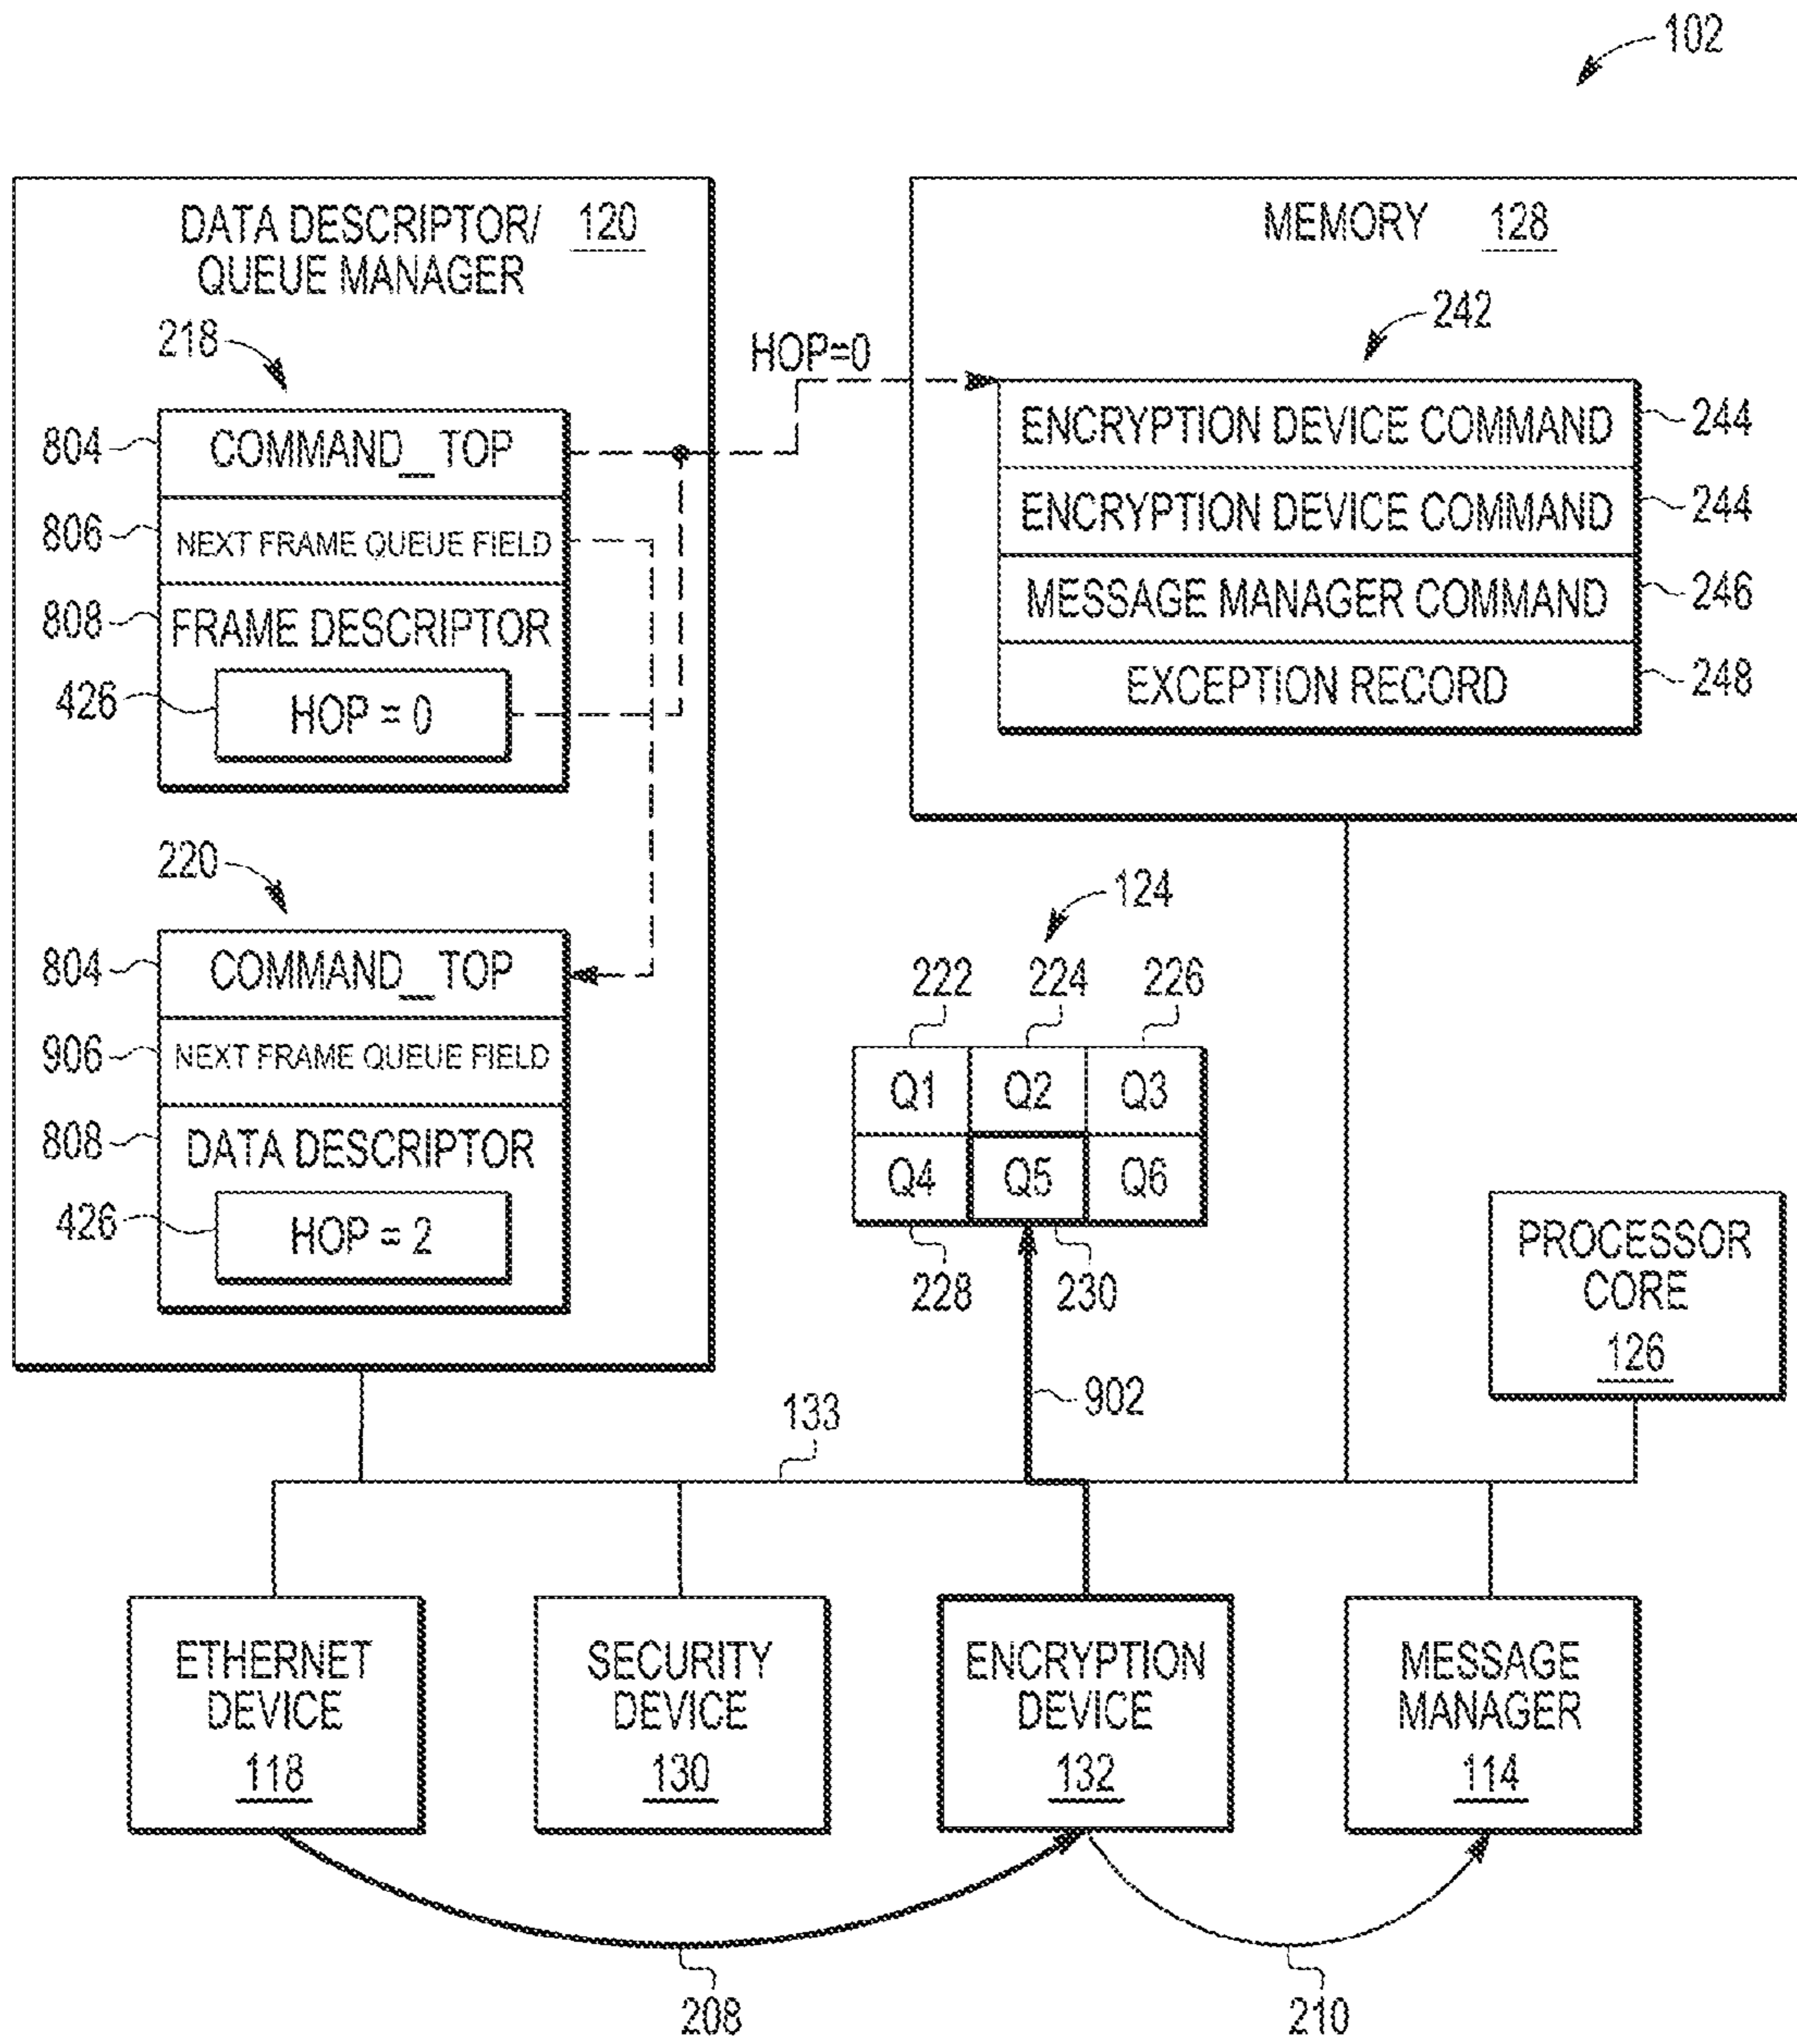 102
DATA DESCRIPTOR/ 120
QUEUE MANAGER
218
804 COMMAND_TOP
806 NEXT FRAME QUEUE FIELD
808 FRAME DESCRIPTOR
426 HOP = 0
220
804 COMMAND_TOP
906 NEXT FRAME QUEUE FIELD
808 DATA DESCRIPTOR
426 HOP = 2
HOP=0
MEMORY 128
242
ENCRYPTION DEVICE COMMAND 244
ENCRYPTION DEVICE COMMAND 244
MESSAGE MANAGER COMMAND 246
EXCEPTION RECORD 248
124
222 224 226
Q1 Q2 Q3
Q4 Q5 Q6
228 230
902
133
PROCESSOR
CORE
126
ETHERNET
DEVICE
118
SECURITY
DEVICE
130
ENCRYPTION
DEVICE
132
MESSAGE
MANAGER
114
208
210